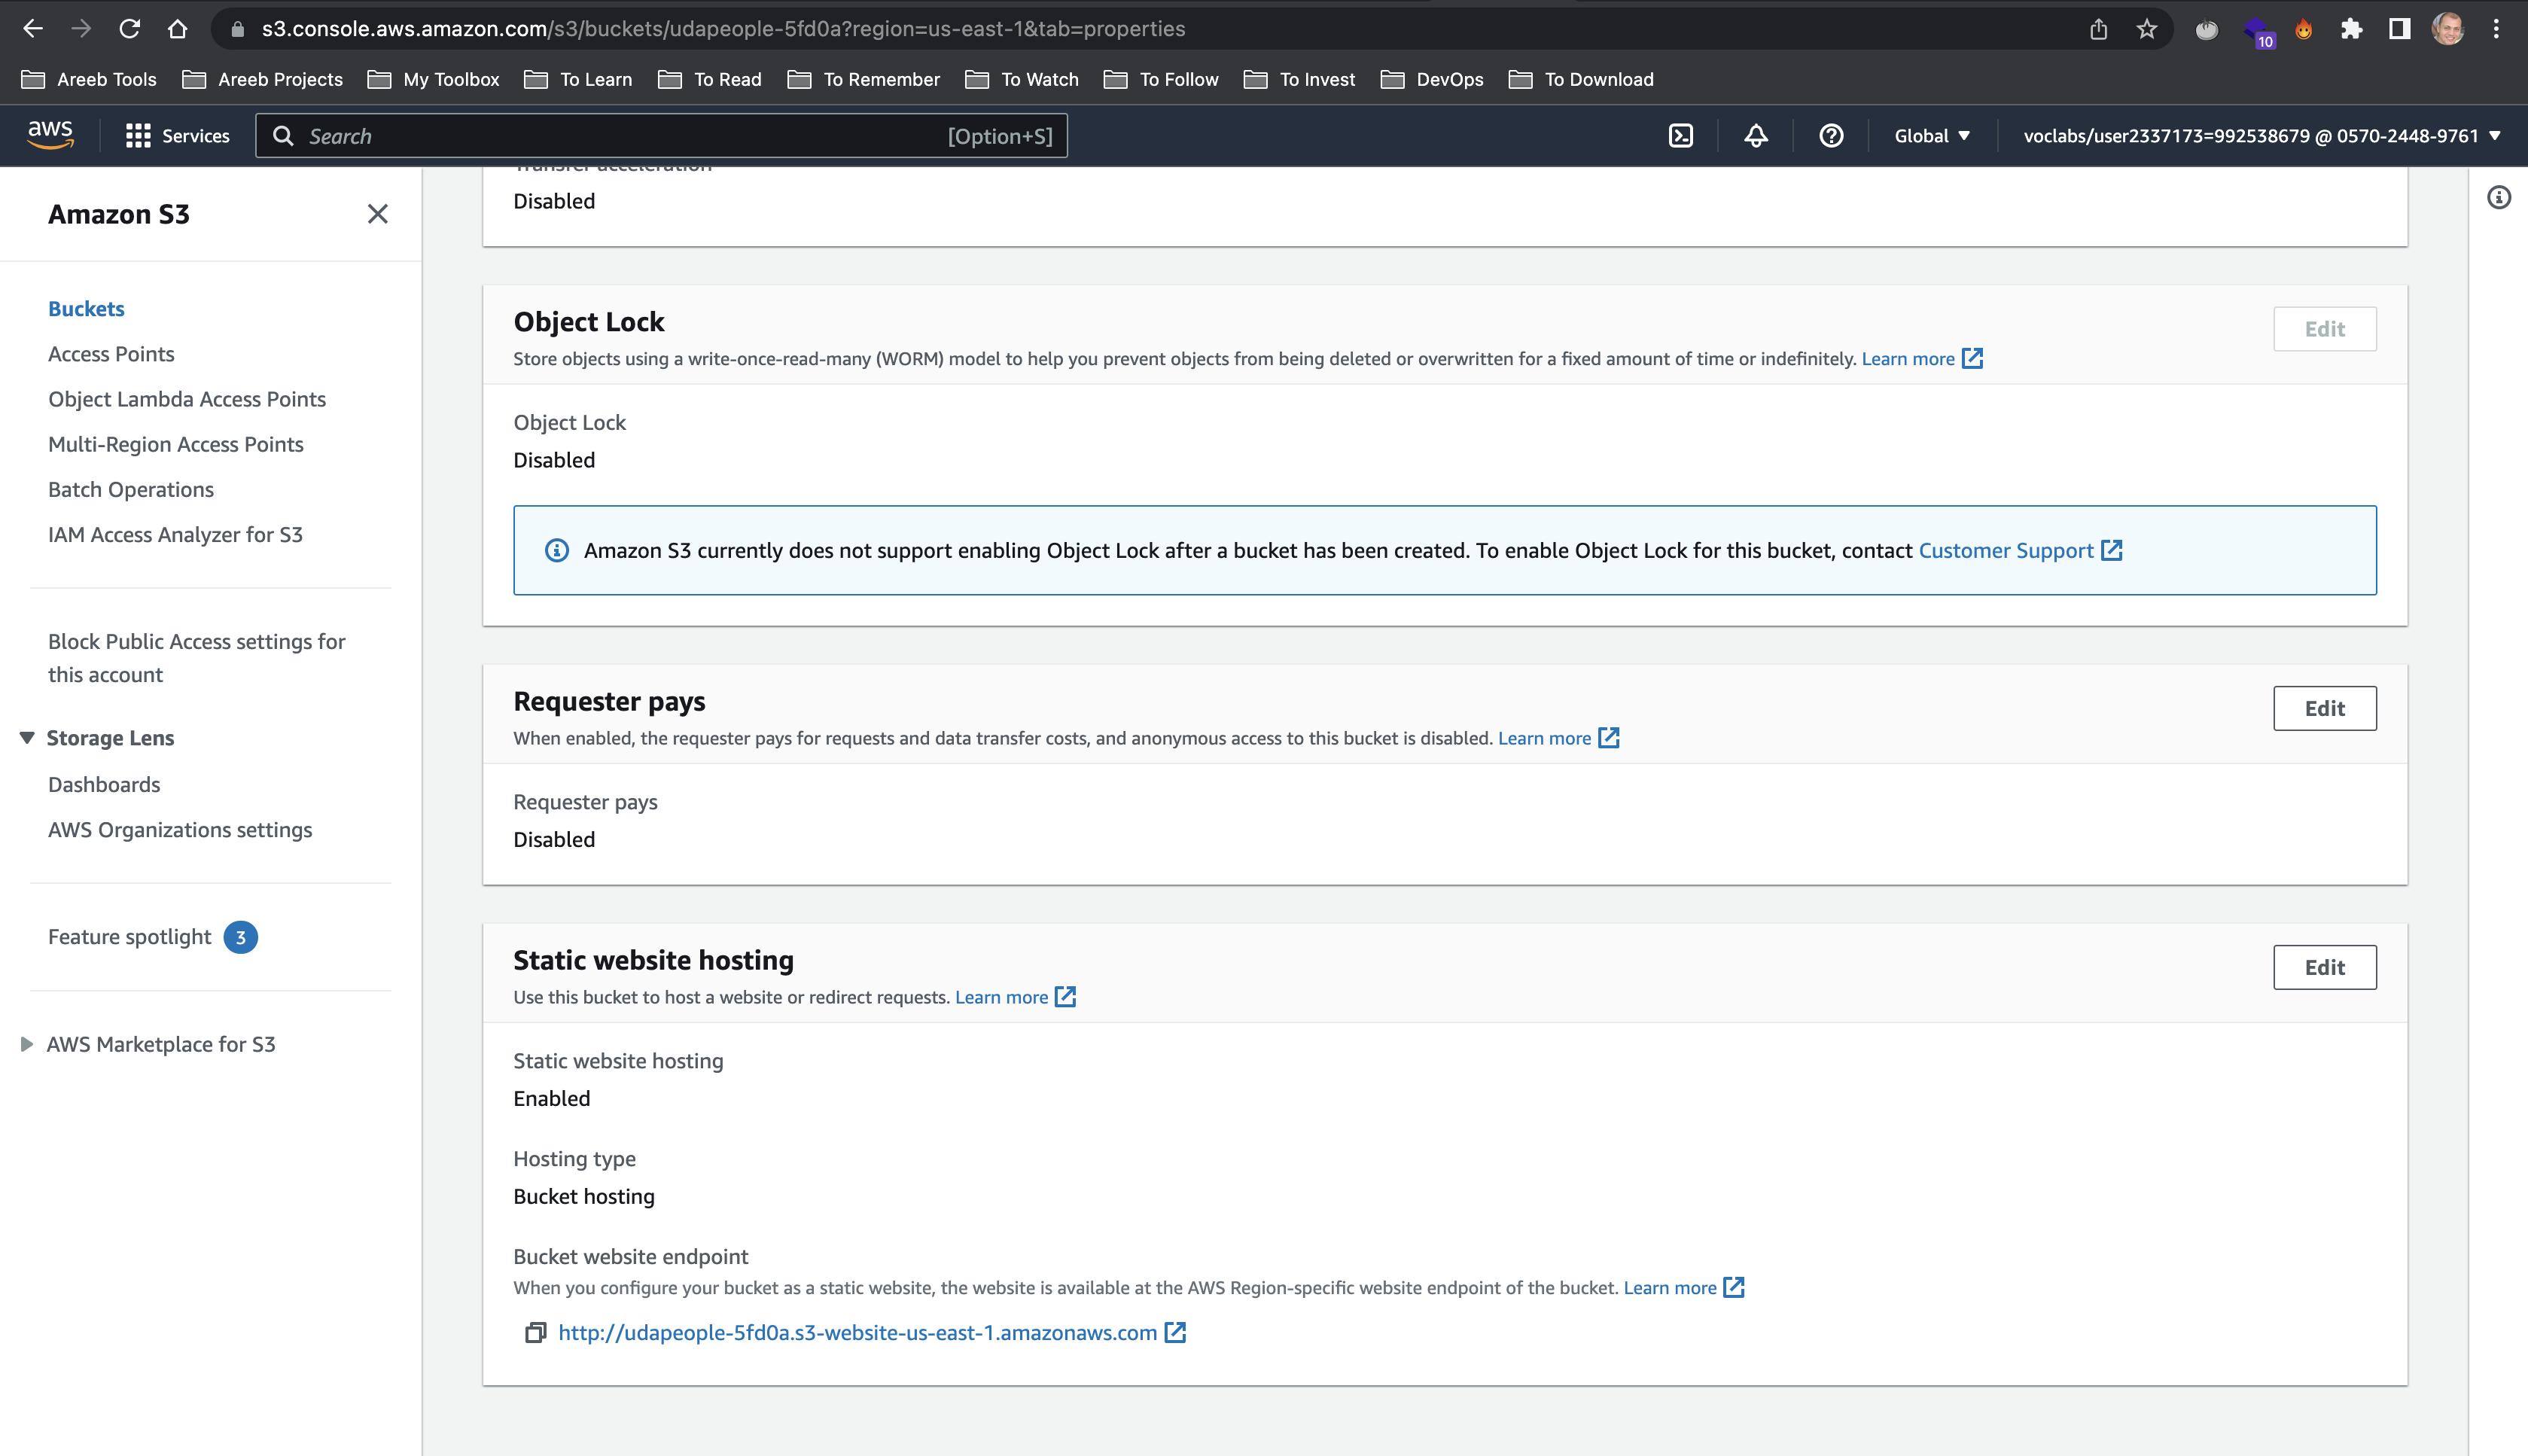 s3.console.aws.amazon.com/s3/buckets/udapeople-5fd0a?region=us-east-1&tab=properties
10
Areeb Tools Areeb Projects My Toolbox To Learn To Read To Remember To Watch To Follow To Invest DevOps To Download
aws Services Search [Option+S] Global voclabs/user2337173=992538679 @ 0570-2448-9761
Amazon S3
Buckets
Access Points
Object Lambda Access Points
Multi-Region Access Points
Batch Operations
IAM Access Analyzer for S3
Block Public Access settings for
this account
Storage Lens
Dashboards
AWS Organizations settings
Feature spotlight 3
AWS Marketplace for S3
Transfer acceleration
Disabled
Object Lock
Edit
Store objects using a write-once-read-many (WORM) model to help you prevent objects from being deleted or overwritten for a fixed amount of time or indefinitely. Learn more
Object Lock
Disabled
Amazon S3 currently does not support enabling Object Lock after a bucket has been created. To enable Object Lock for this bucket, contact Customer Support
Requester pays
Edit
When enabled, the requester pays for requests and data transfer costs, and anonymous access to this bucket is disabled. Learn more
Requester pays
Disabled
Static website hosting
Edit
Use this bucket to host a website or redirect requests. Learn more
Static website hosting
Enabled
Hosting type
Bucket hosting
Bucket website endpoint
When you configure your bucket as a static website, the website is available at the AWS Region-specific website endpoint of the bucket. Learn more
http://udapeople-5fd0a.s3-website-us-east-1.amazonaws.com